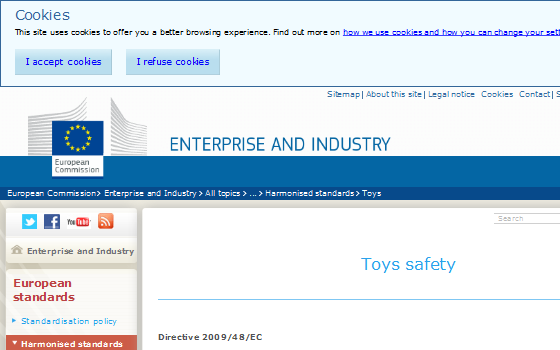 Cookies
This site uses cookies to offer you a better browsing experience. Find out more on how we use cookies and how you can change your
I accept cookies
I refuse cookies
Sitemap | About this site | Legal notice Cookies Contact |
European
Commission
ENTERPRISE AND INDUSTRY
European Commission > Enterprise and Industry > All topics > ... > Harmonised standards > Toys
You Tube
Search
Enterprise and Industry
Toys safety
European
standards
Standardisation policy
Directive 2009/48/EC
Harmonised standards